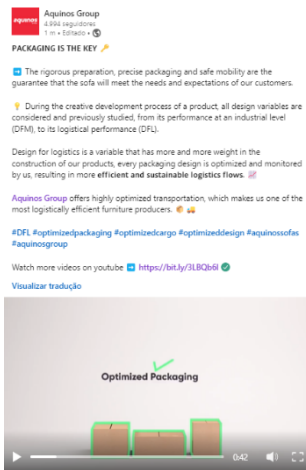 aquinos
Aquinos Group
4.994 seguidores
1 m • Editado •
PACKAGING IS THE KEY 🔑
➡️ The rigorous preparation, precise packaging and safe mobility are the
guarantee that the sofa will meet the needs and expectations of our customers.
💡 During the creative development process of a product, all design variables are
considered and previously studied, from its performance at an industrial level
(DFM), to its logistical performance (DFL).
Design for logistics is a variable that has more and more weight in the
construction of our products, every packaging design is optimized and monitored
by us, resulting in more efficient and sustainable logistics flows. 📈
Aquinos Group offers highly optimized transportation, which makes us one of the
most logistically efficient furniture producers. 📦 🚚
#DFL #optimizedpackaging #optimizedcargo #optimizeddesign #aquinossofas
#aquinosgroup
Watch more videos on youtube ➡️ https://bit.ly/3LBQb6l ✅
Visualizar tradução
Optimized Packaging
0:42